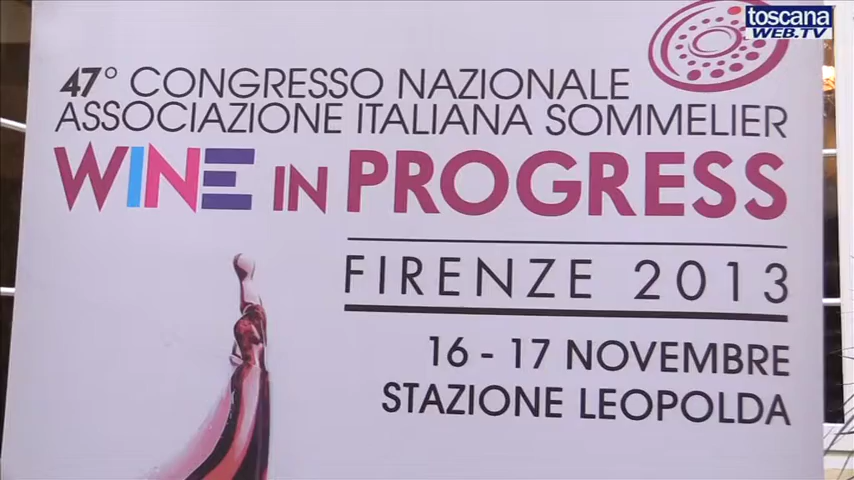 toscana
WEB.TV
47° CONGRESSO NAZIONALE
ASSOCIAZIONE ITALIANA SOMMELIER
WINE IN PROGRESS
FIRENZE 2013
16 - 17 NOVEMBRE
STAZIONE LEOPOLDA